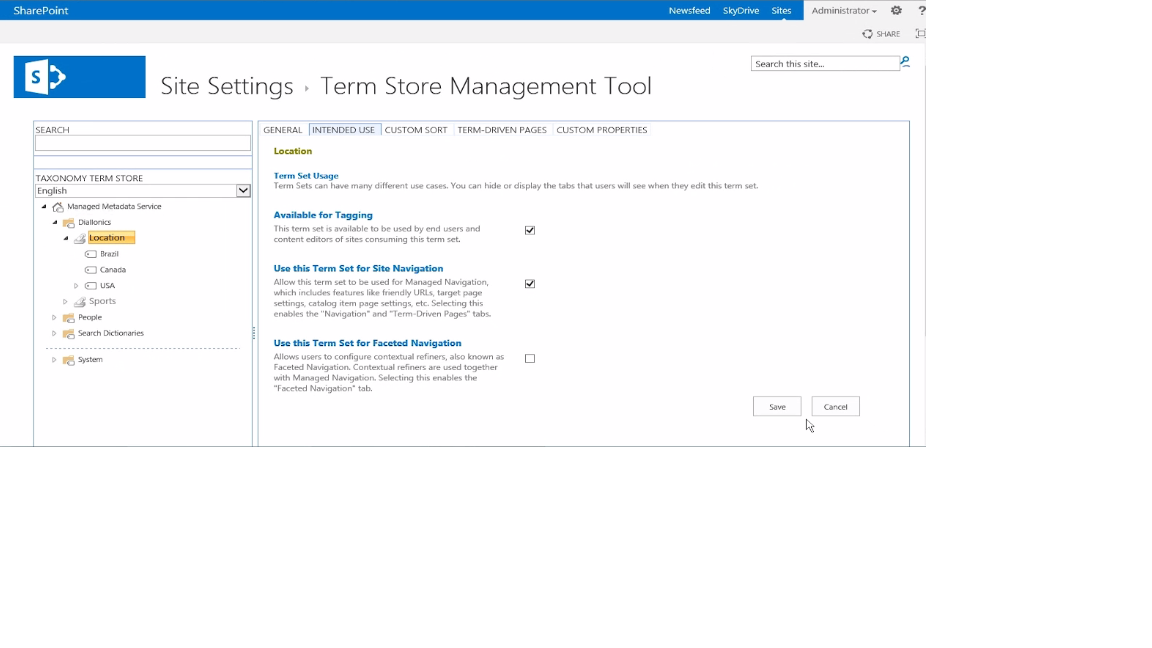 SharePoint
Newsfeed SkyDrive Sites Administrator ?
SHARE
S
Site Settings › Term Store Management Tool
Search this site...
SEARCH
TAXONOMY TERM STORE
English
Managed Metadata Service
Diallonics
Location
Brazil
Canada
USA
Sports
People
Search Dictionaries
System
GENERAL INTENDED USE CUSTOM SORT TERM-DRIVEN PAGES CUSTOM PROPERTIES
Location
Term Set Usage
Term Sets can have many different use cases. You can hide or display the tabs that users will see when they edit this term set.
Available for Tagging
This term set is available to be used by end users and
content editors of sites consuming this term set.
Use this Term Set for Site Navigation
Allow this term set to be used for Managed Navigation,
which includes features like friendly URLs, target page
settings, catalog item page settings, etc. Selecting this
enables the "Navigation" and "Term-Driven Pages" tabs.
Use this Term Set for Faceted Navigation
Allows users to configure contextual refiners, also known as
Faceted Navigation. Contextual refiners are used together
with Managed Navigation. Selecting this enables the
"Faceted Navigation" tab.
Save Cancel